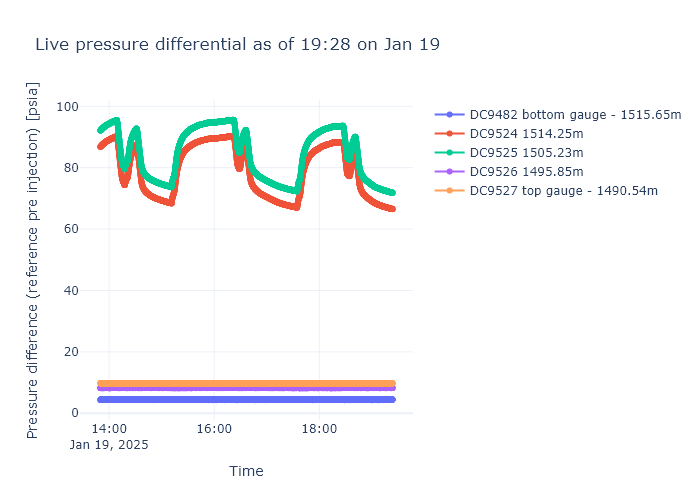 Live pressure differential as of 19:28 on Jan 19
Pressure difference (reference pre injection) [psia]
100
80
60
40
20
0
14:00
Jan 19, 2025
16:00
18:00
Time
DC9482 bottom gauge - 1515.65m
DC9524 1514.25m
DC9525 1505.23m
DC9526 1495.85m
DC9527 top gauge - 1490.54m